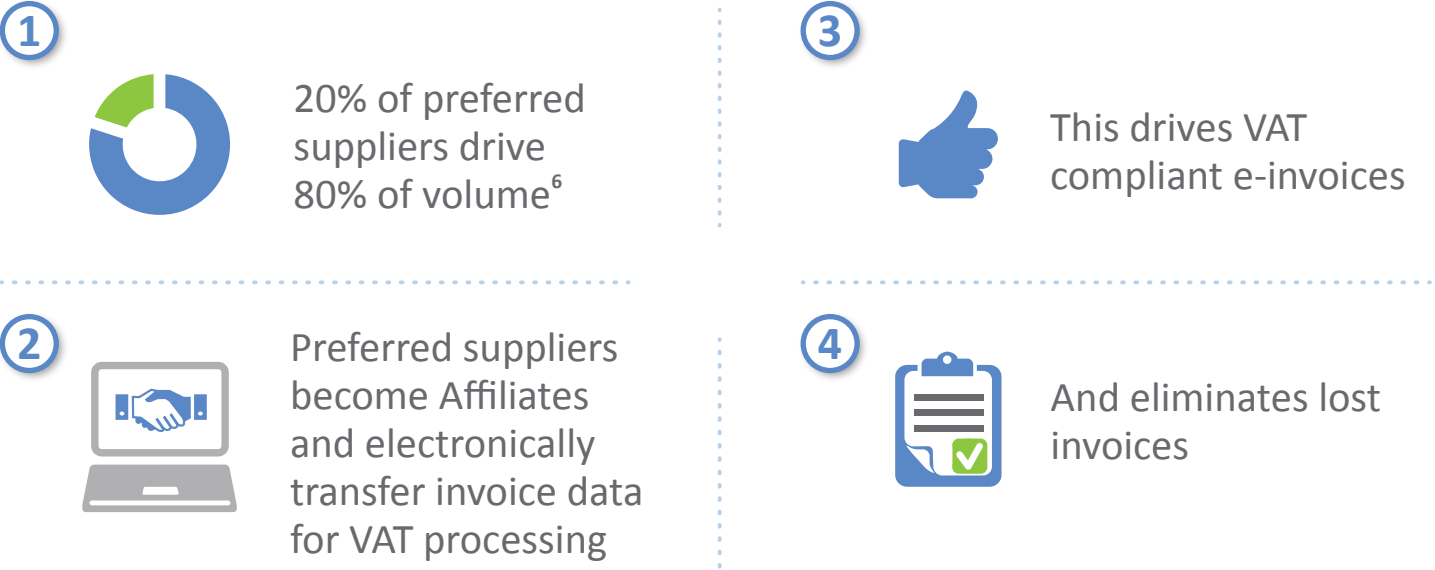 1
20% of preferred
suppliers drive
80% of volume⁶
2
Preferred suppliers
become Affiliates
and electronically
transfer invoice data
for VAT processing
3
This drives VAT
compliant e-invoices
4
And eliminates lost
invoices